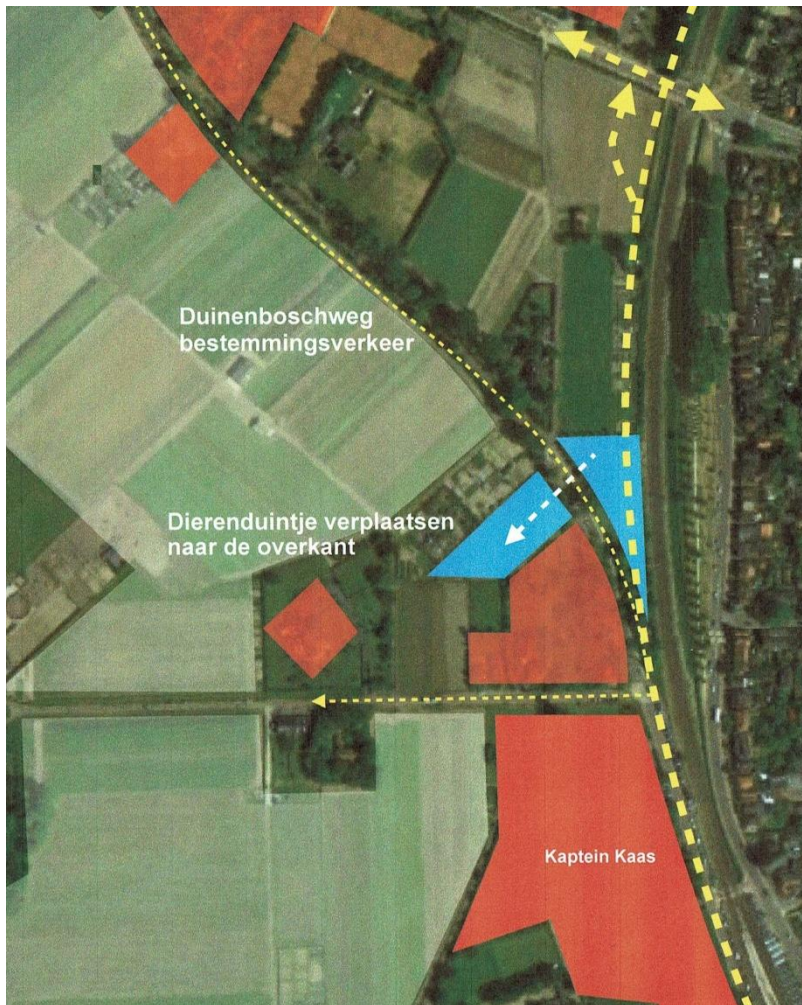 Duinenboschweg
bestemmingsverkeer
Dierenduintje verplaatsen
naar de overkant
Kaptein Kaas